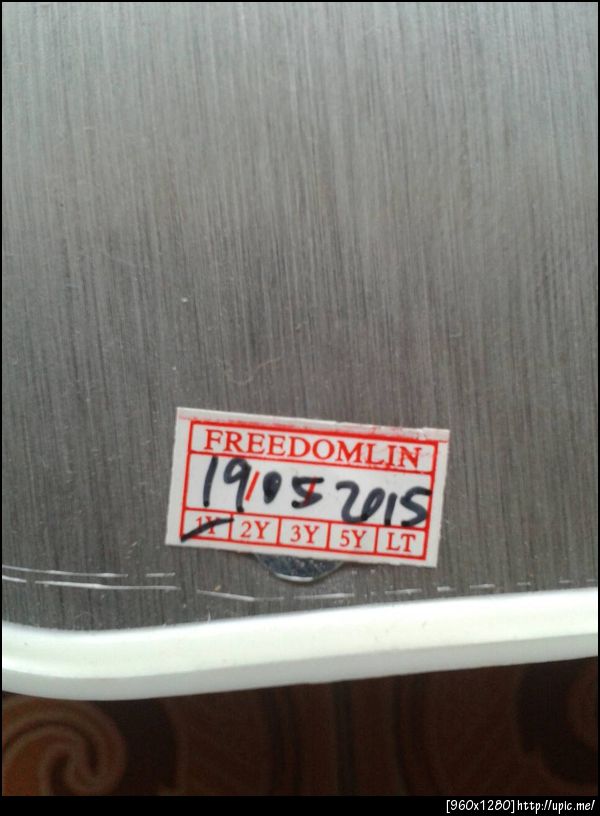 FREEDOMLIN
19/05/2015
1Y 2Y 3Y 5Y LT
[960x1280]http://upic.me/